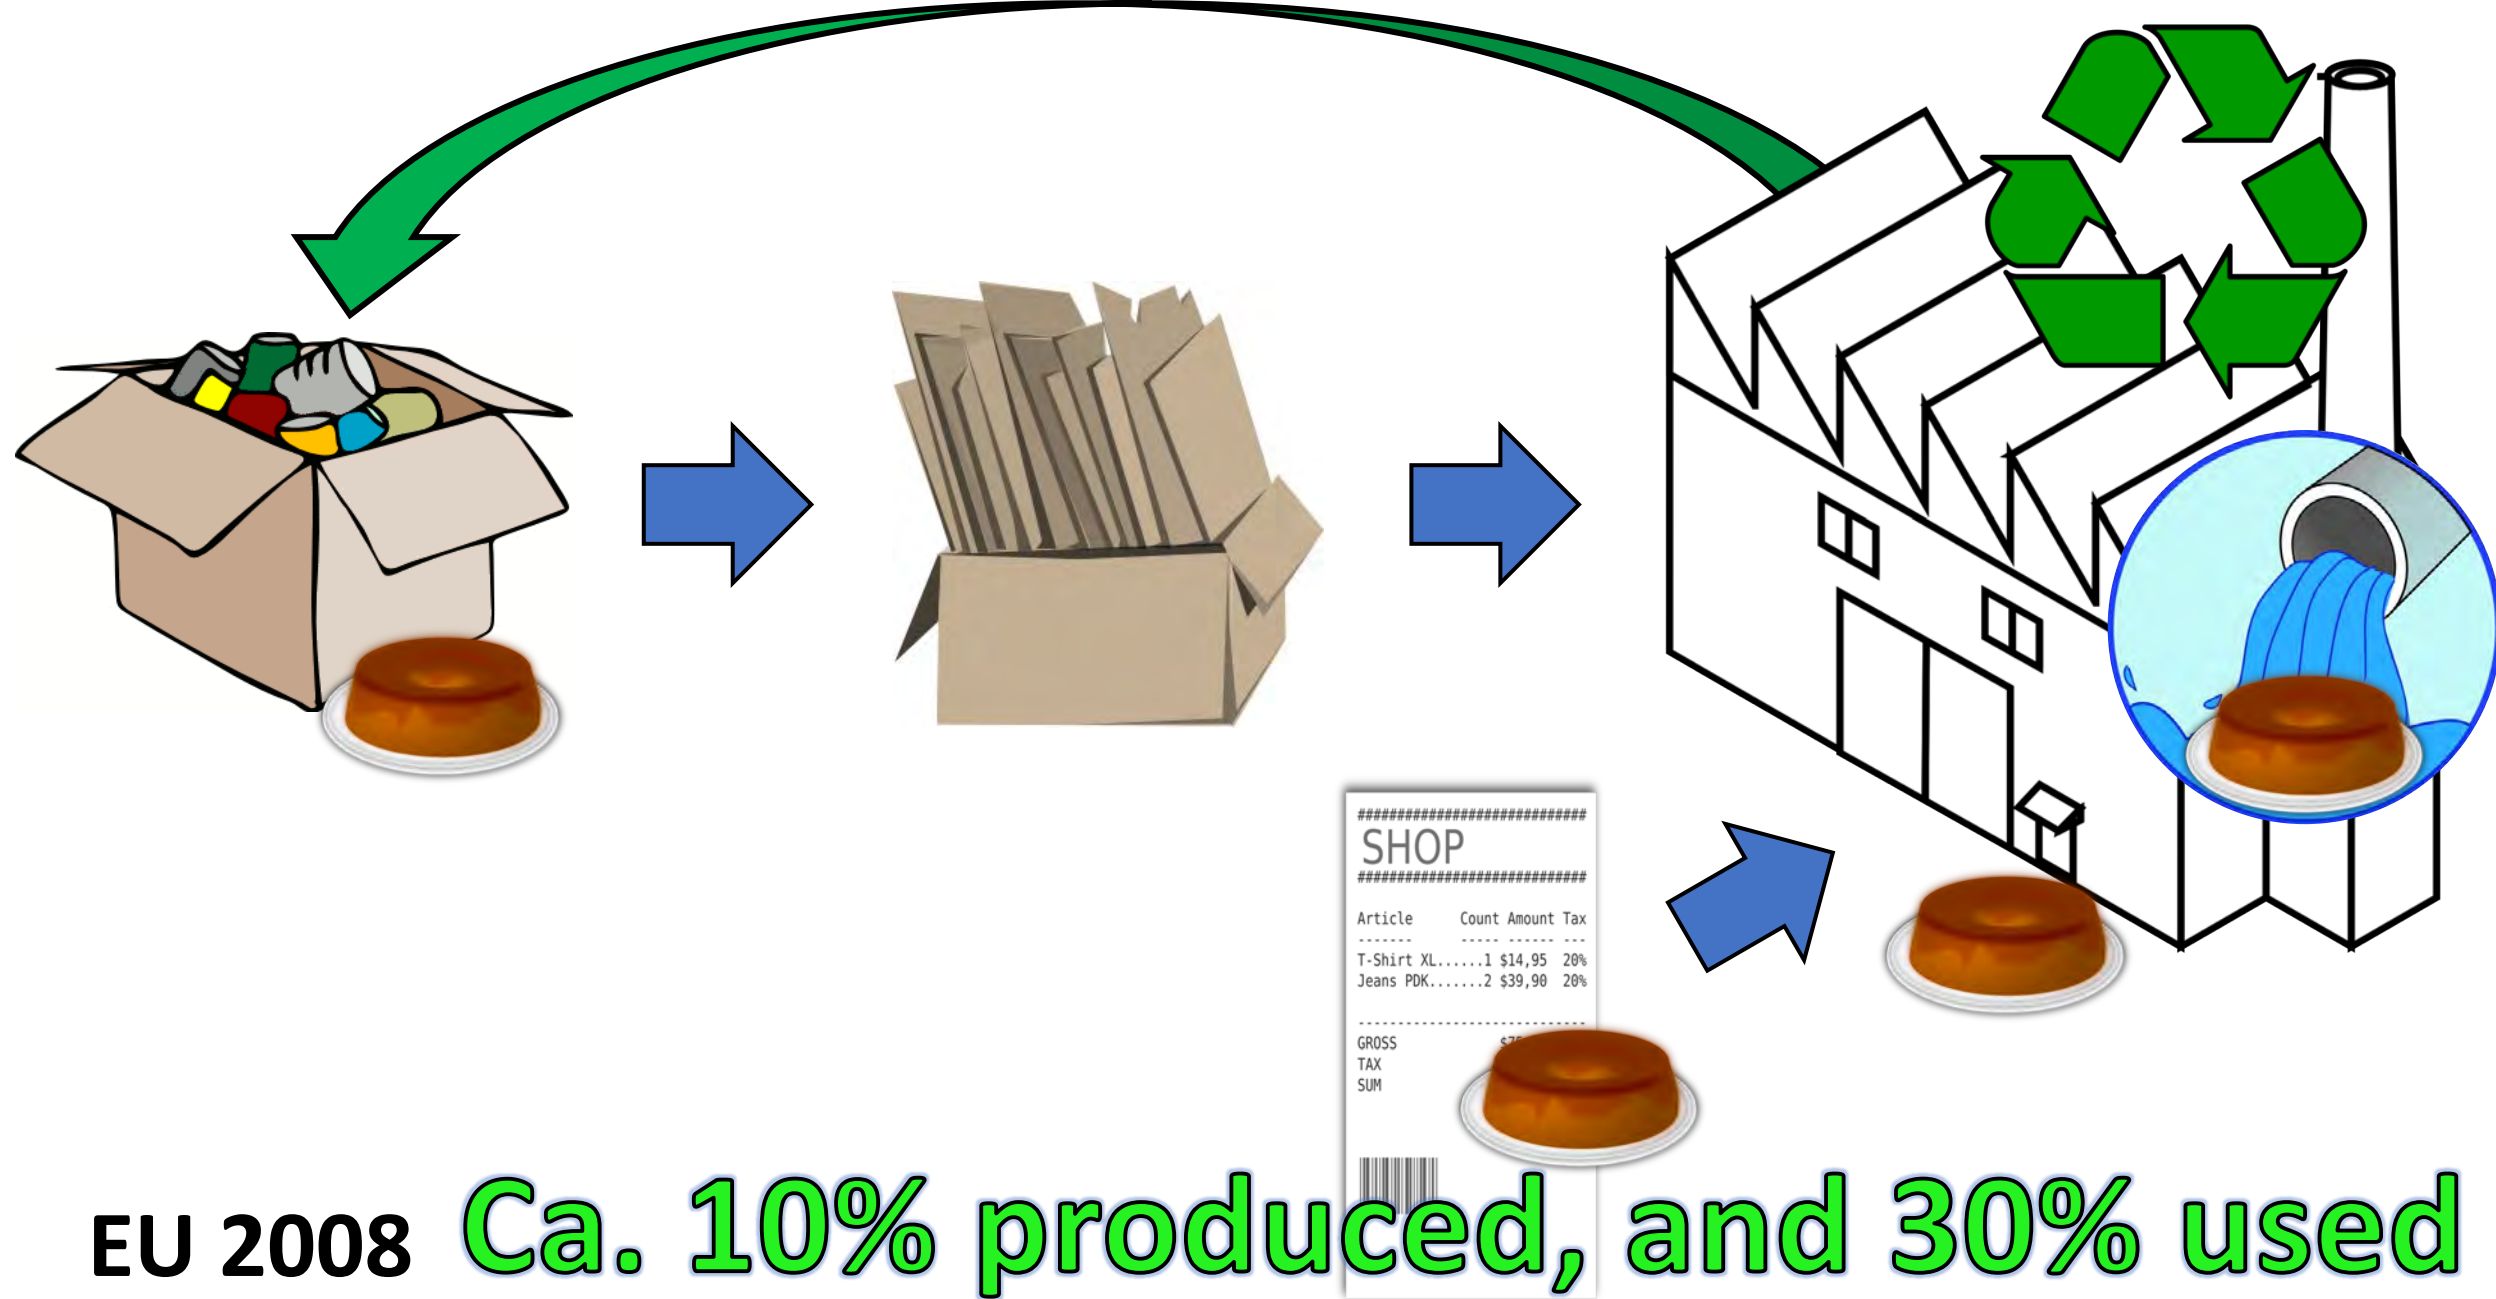 ############################
SHOP
############################
Article Count Amount Tax
------- ----- ------ ---
T-Shirt XL......1 $14,95 20%
Jeans PDK.......2 $39,90 20%
-----------------------------
GROSS
TAX
SUM
EU 2008 Ca. 10% produced, and 30% used